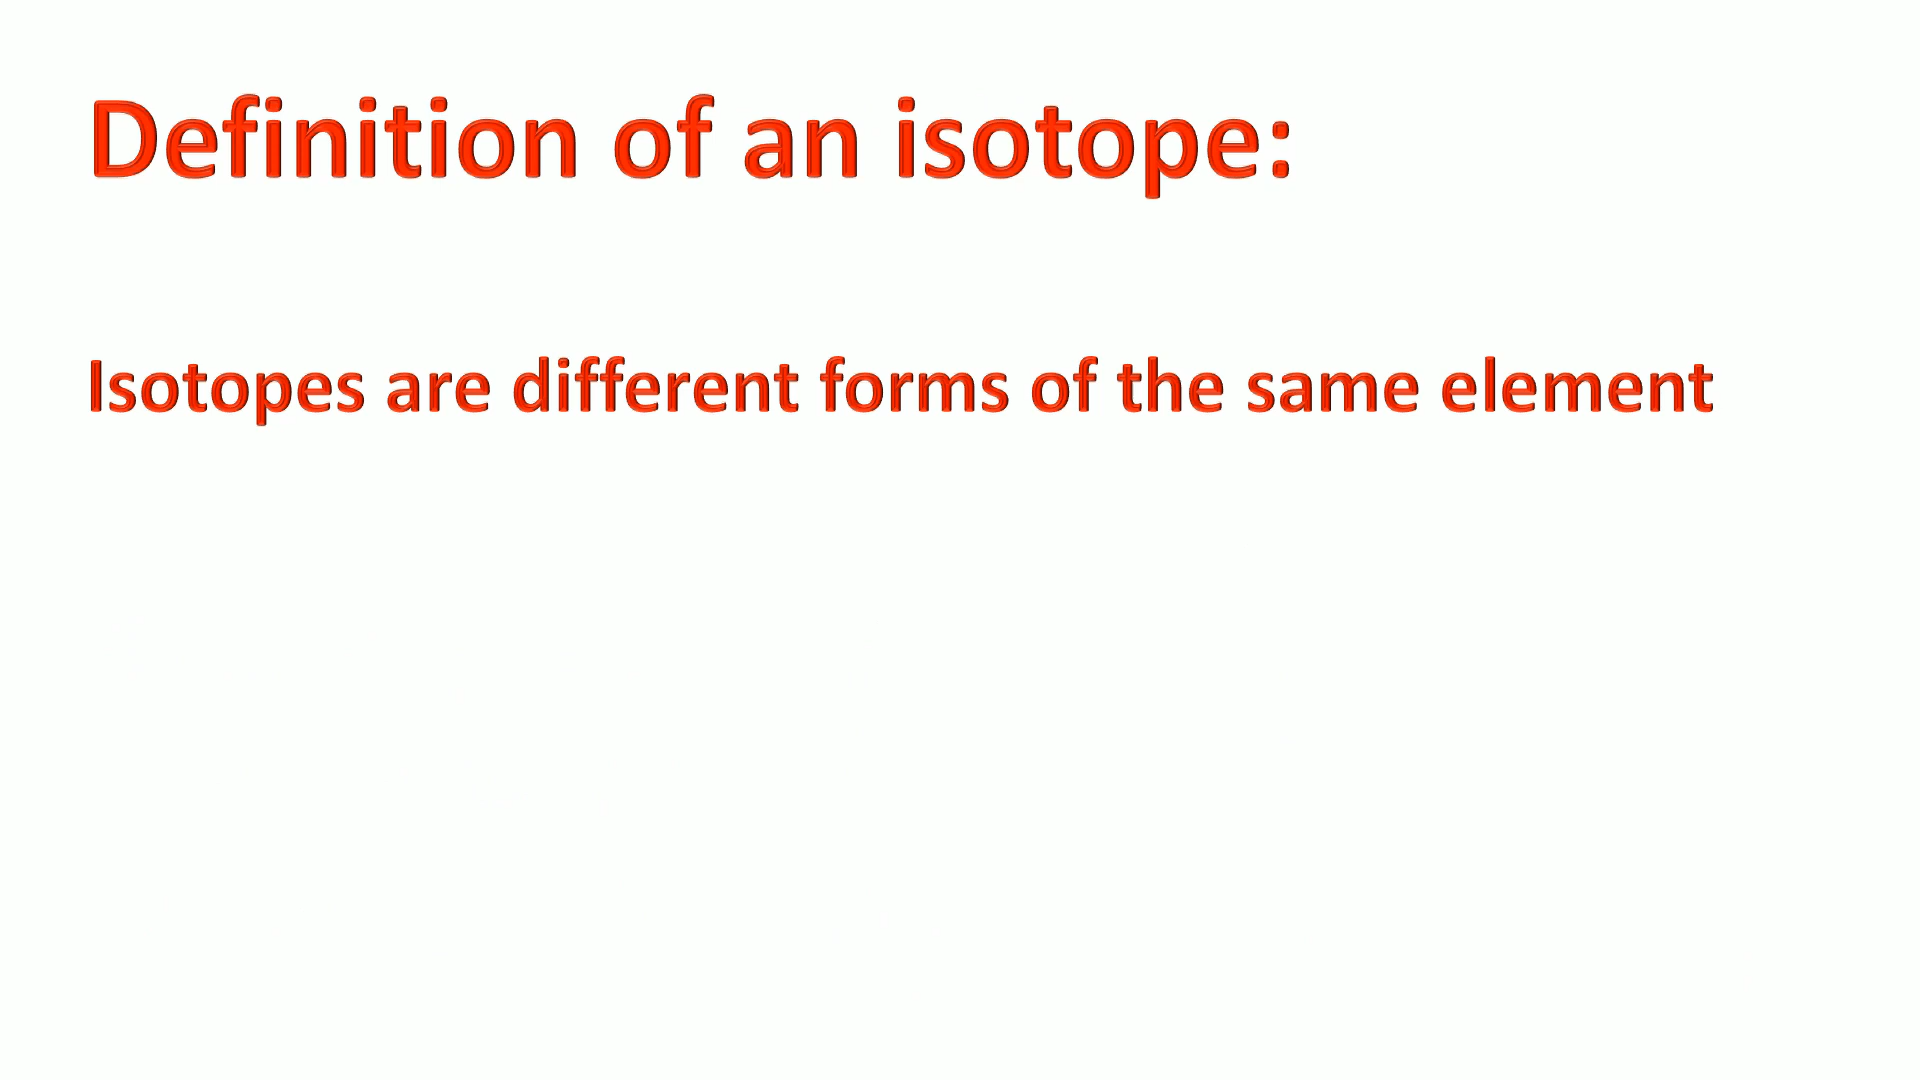 Definition of an isotope:
Isotopes are different forms of the same element